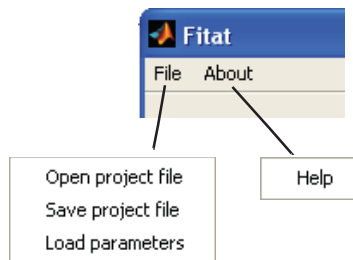 Fitat
File About
Open project file
Save project file
Load parameters
Help